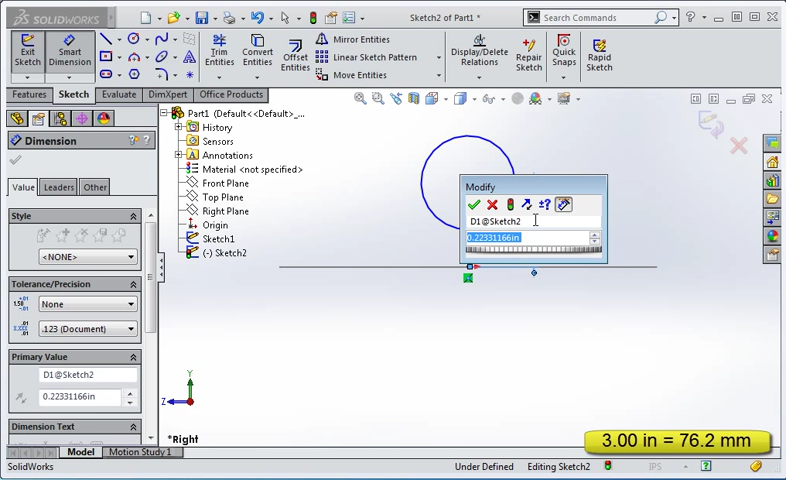 SOLIDWORKS
Sketch2 of Part1 *
Search Commands
Exit Sketch
Smart Dimension
Trim Entities
Convert Entities
Offset Entities
Mirror Entities
Linear Sketch Pattern
Move Entities
Display/Delete Relations
Repair Sketch
Quick Snaps
Rapid Sketch
Features
Sketch
Evaluate
DimXpert
Office Products
Dimension
Value
Leaders
Other
Style
<NONE>
Tolerance/Precision
None
.123 (Document)
Primary Value
D1@Sketch2
0.22331166in
Dimension Text
Part1 (Default<<Default>_...
History
Sensors
Annotations
Material <not specified>
Front Plane
Top Plane
Right Plane
Origin
Sketch1
(-) Sketch2
Modify
D1@Sketch2
0.22331166in
Y
Z
*Right
3.00 in = 76.2 mm
Model
Motion Study 1
SolidWorks
Under Defined
Editing Sketch2
IPS